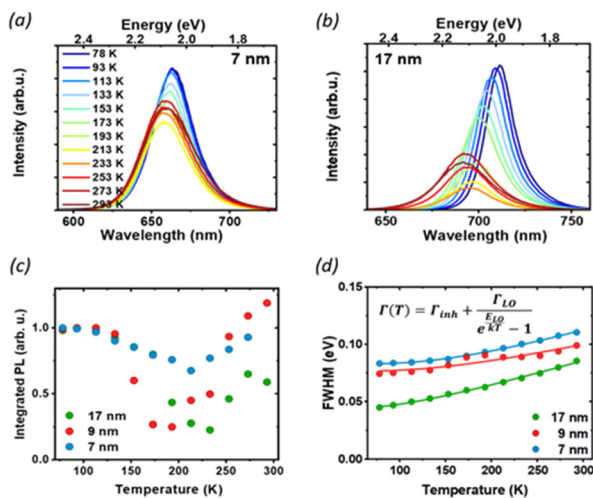 (a)
Energy (eV)
2.4 2.2 2.0 1.8
7 nm
78 K
93 K
113 K
133 K
153 K
173 K
193 K
213 K
233 K
253 K
273 K
293 K
Intensity (arb.u.)
600 650 700
Wavelength (nm)
(b)
Energy (eV)
2.4 2.2 2.0 1.8
17 nm
Intensity (arb.u.)
650 700 750
Wavelength (nm)
(c)
Integrated PL (arb. u.)
1.0
0.5
0.0
17 nm
9 nm
7 nm
100 150 200 250 300
Temperature (K)
(d)
FWHM (eV)
0.15
0.10
0.05
0.00
Γ(T) = Γinh + ΓLO / e^(ELO/kT) − 1
17 nm
9 nm
7 nm
100 150 200 250 300
Temperature (K)